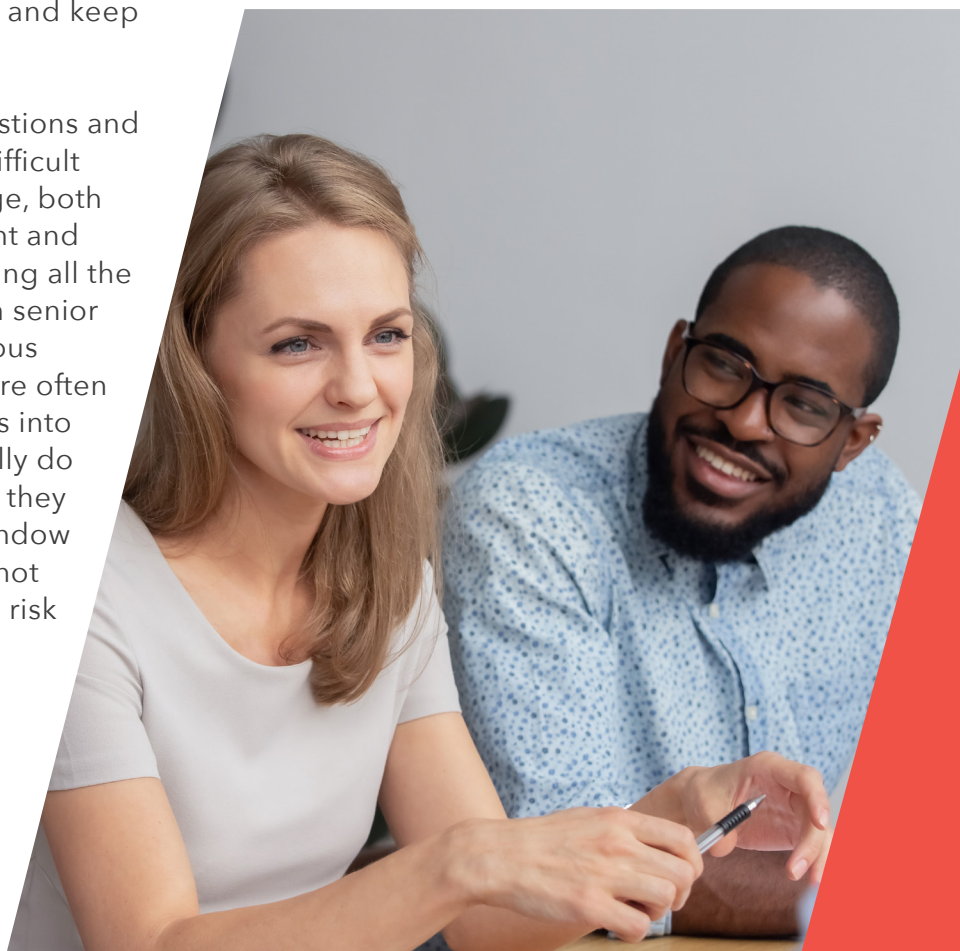 and keep
stions and
ifficult
ge, both
nt and
ing all the
n senior
ous
re often
s into
lly do
they
ndow
not
risk